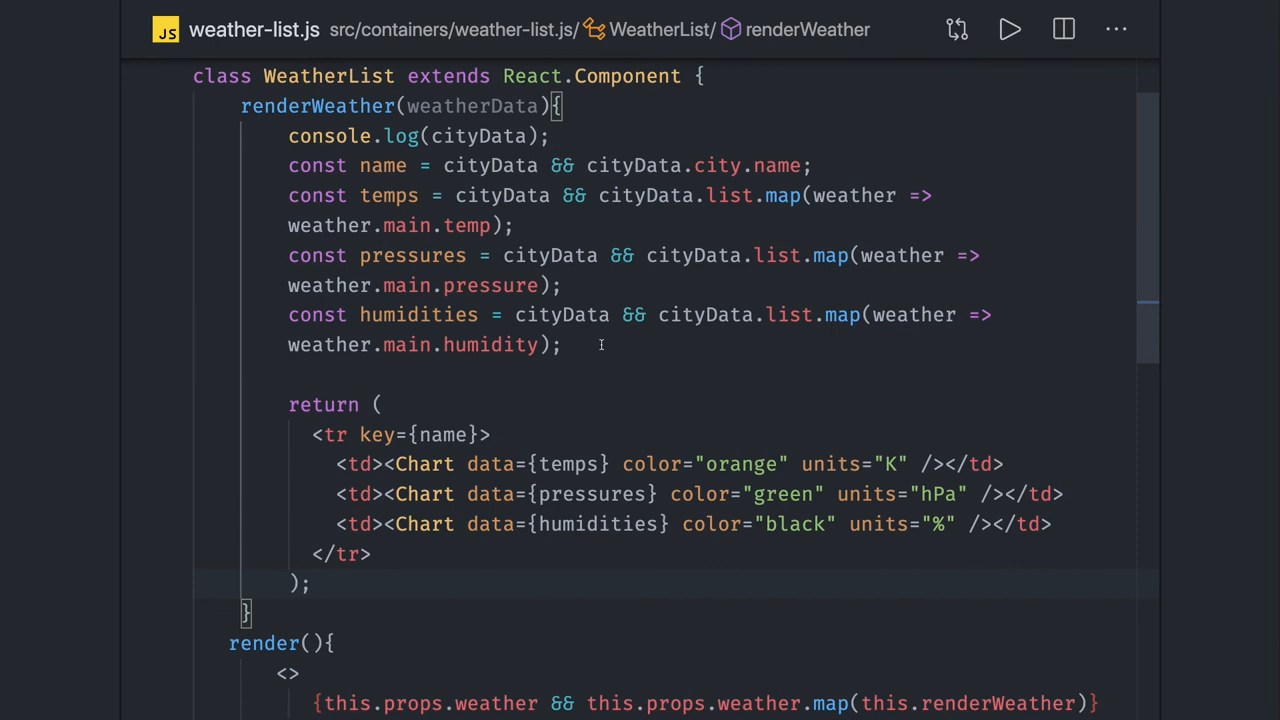 JS weather-list.js src/containers/weather-list.js/ WeatherList/ renderWeather
class WeatherList extends React.Component {
renderWeather(weatherData){
console.log(cityData);
const name = cityData && cityData.city.name;
const temps = cityData && cityData.list.map(weather =>
weather.main.temp);
const pressures = cityData && cityData.list.map(weather =>
weather.main.pressure);
const humidities = cityData && cityData.list.map(weather =>
weather.main.humidity);
return (
<tr key={name}>
<td><Chart data={temps} color="orange" units="K" /></td>
<td><Chart data={pressures} color="green" units="hPa" /></td>
<td><Chart data={humidities} color="black" units="%" /></td>
</tr>
);
}
render(){
<>
{this.props.weather && this.props.weather.map(this.renderWeather)}